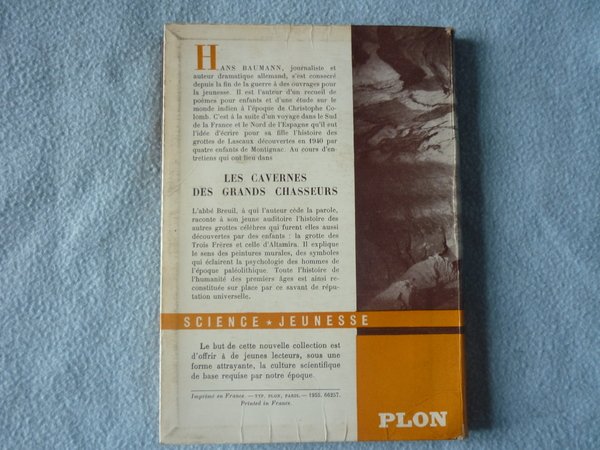 HANS BAUMANN, journaliste et
auteur dramatique allemand, s'est consacré
depuis la fin de la guerre à des ouvrages pour
la jeunesse. Il est l'auteur d'un recueil de
poèmes pour enfants et d'une étude sur le
monde indien à l'époque de Christophe Co-
lomb. C'est à la suite d'un voyage dans le Sud
de la France et le Nord de l'Espagne qu'il eut
l'idée d'écrire pour sa fille l'histoire des
grottes de Lascaux découvertes en 1940 par
quatre enfants de Montignac. Au cours d'en-
tretiens qui ont lieu dans
LES CAVERNES
DES GRANDS CHASSEURS
L'abbé Breuil, à qui l'auteur cède la parole,
raconte à son jeune auditoire l'histoire des
autres grottes célèbres qui furent elles aussi
découvertes par des enfants : la grotte des
Trois Frères et celle d'Altamira. Il explique
le sens des peintures murales, des symboles
qui éclairent la psychologie des hommes de
l'époque paléolithique. Toute l'histoire de
l'humanité des premiers âges est ainsi re-
constituée sur place par ce savant de répu-
tation universelle.
SCIENCE ★ JEUNESSE
Le but de cette nouvelle collection est
d'offrir à de jeunes lecteurs, sous une
forme attrayante, la culture scientifique
de base requise par notre époque.
Imprimé en France. — TYP. PLON, PARIS. — 1955. 66257.
Printed in France.
PLON